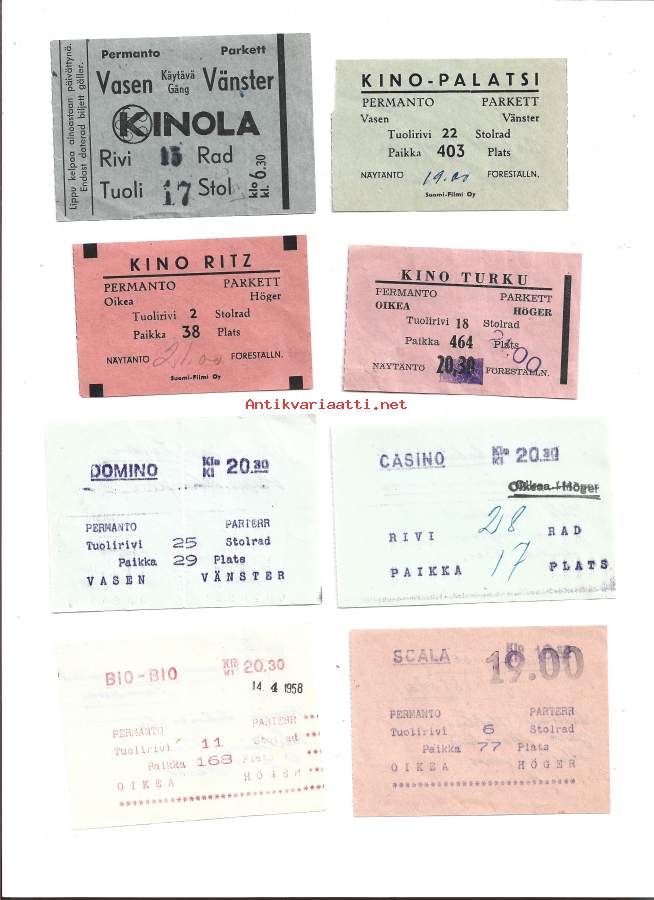 Lippu kelpaa ainoastaan päivättynä.
Endast daterad biljett gäller.
Permanto Parkett
Vasen Käytävä Gång Vänster
KINOLA
Rivi 15 Rad
Tuoli 17 Stol
klo kl. 6.30
KINO-PALATSI
PERMANTO PARKETT
Vasen Vänster
Tuolirivi 22 Stolrad
Paikka 403 Plats
NÄYTÄNTÖ 19.00 FÖRESTÄLLN.
Suomi-Filmi Oy
KINO RITZ
PERMANTO PARKETT
Oikea Höger
Tuolirivi 2 Stolrad
Paikka 38 Plats
NÄYTÄNTÖ 21.00 FÖRESTÄLLN.
Suomi-Filmi Oy
KINO TURKU
PERMANTO PARKETT
OIKEA HÖGER
Tuolirivi 18 Stolrad
Paikka 464 Plats
NÄYTÄNTÖ 20,30 FÖRESTÄLLN.
Antikvariaatti.net
DOMINO Klo Kl 20.30
PERMANTO PARTERR
Tuolirivi 25 Stolrad
Paikka 29 Plats
VASEN VÄNSTER
CASINO Klo Kl 20.30
Oikea / Höger
RIVI 28 RAD
PAIKKA 17 PLATS
BIO-BIO Klo Kl 20.30
14 4 1958
PERMANTO PARTERR ***
Tuolirivi 11 Stolrad
Paikka 168 Plats
OIKEA HÖGER
SCALA 19.00
PERMANTO PARTERR
Tuolirivi 6 Stolrad
Paikka 77 Plats
OIKEA HÖGER